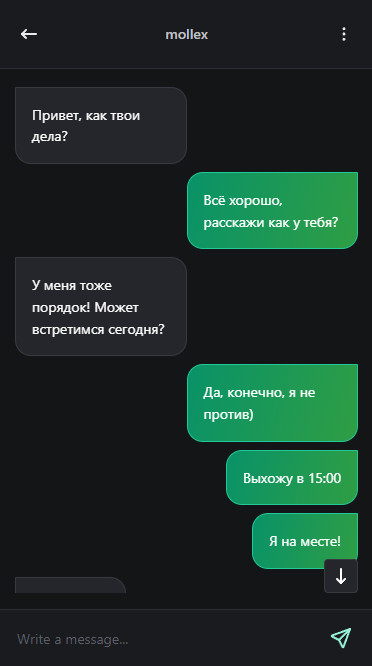 mollex
Привет, как твои
дела?
Всё хорошо,
расскажи как у тебя?
У меня тоже
порядок! Может
встретимся сегодня?
Да, конечно, я не
против)
Выхожу в 15:00
Я на месте!
Write a message...